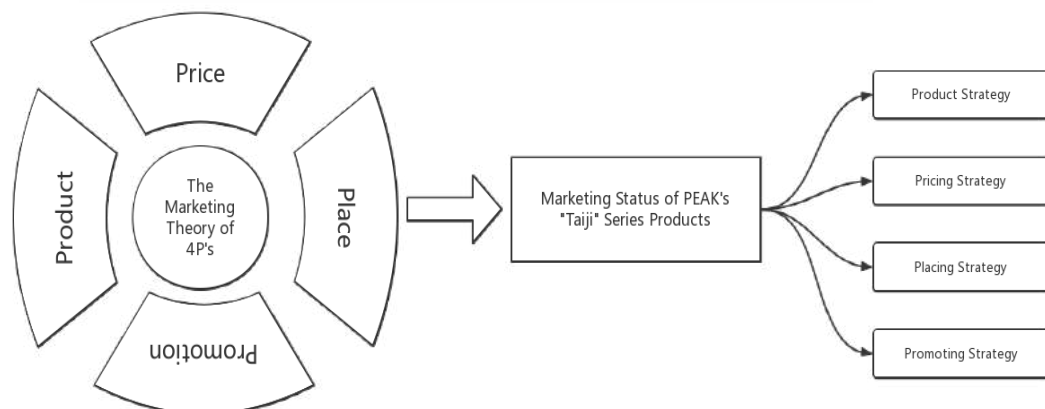 Price
Product
The
Marketing
Theory of
4P's
Place
Promotion
Marketing Status of PEAK's
"Taiji" Series Products
Product Strategy
Pricing Strategy
Placing Strategy
Promoting Strategy